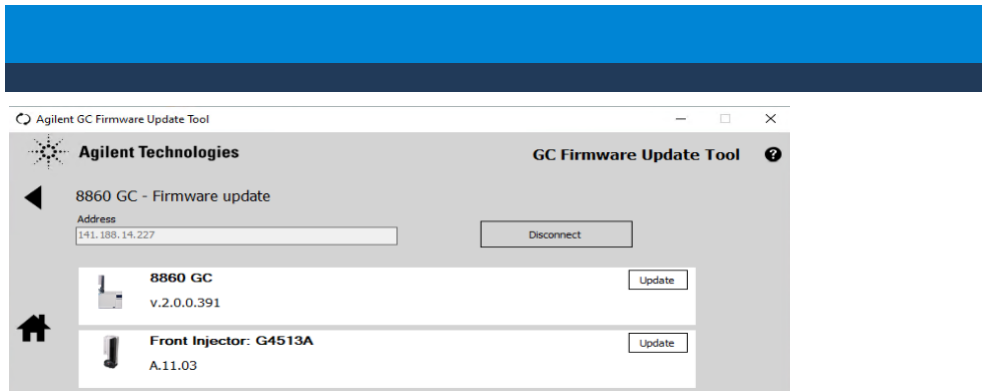 Agilent GC Firmware Update Tool
Agilent Technologies
GC Firmware Update Tool
8860 GC - Firmware update
Address
141.188.14.227
Disconnect
8860 GC
Update
v.2.0.0.391
Front Injector: G4513A
Update
A.11.03